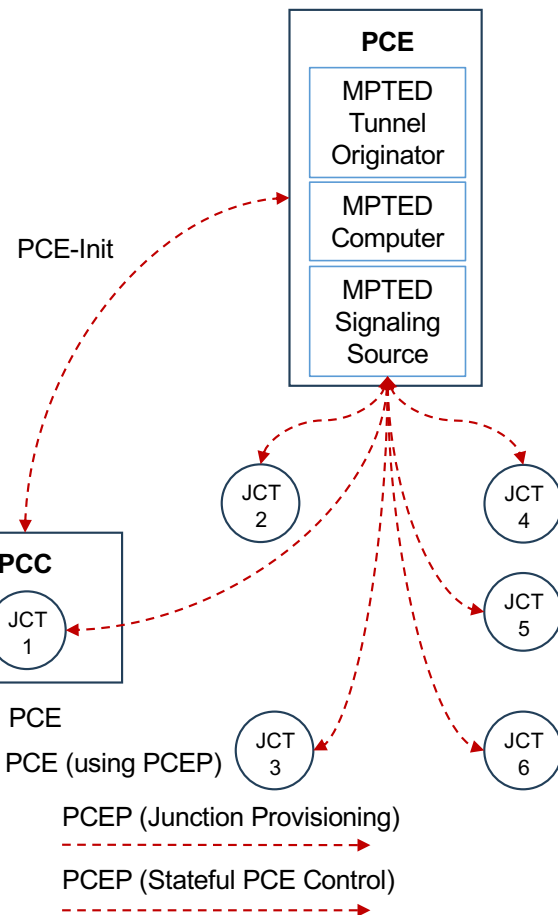 PCE
MPTED
Tunnel
Originator
MPTED
Computer
MPTED
Signaling
Source
PCE-Init
JCT
2
JCT
4
PCC
JCT
1
JCT
5
PCE
PCE (using PCEP)
JCT
3
JCT
6
PCEP (Junction Provisioning)
PCEP (Stateful PCE Control)